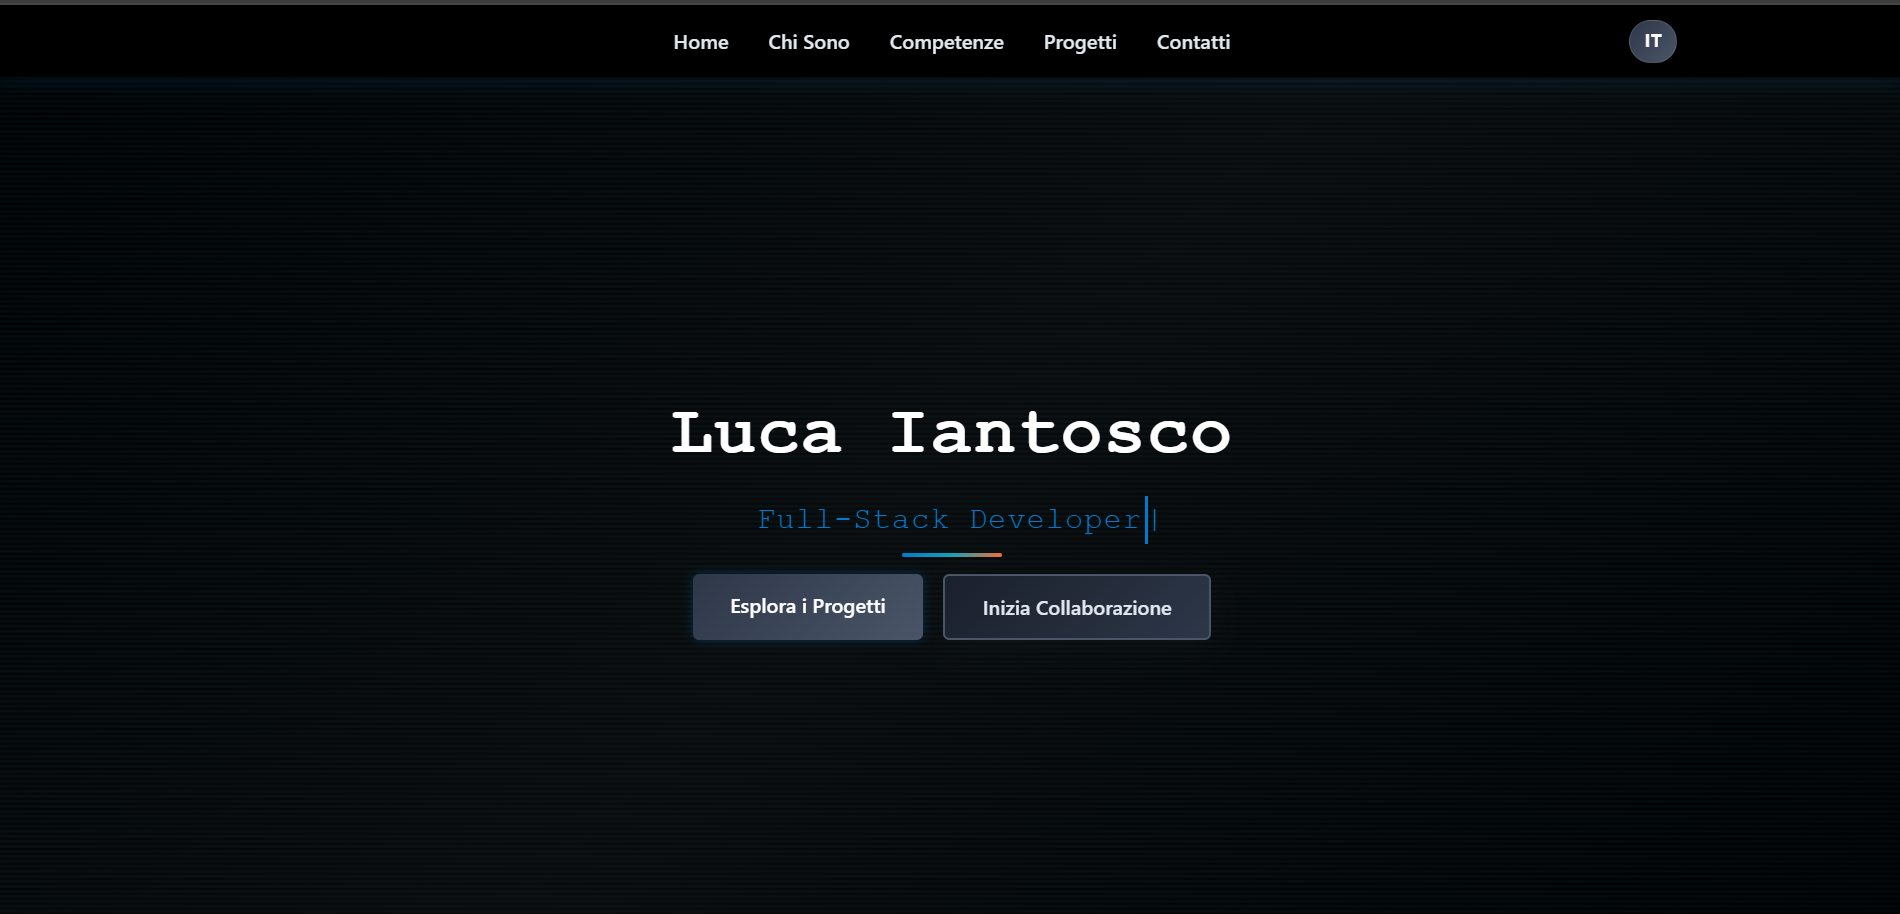 Home Chi Sono Competenze Progetti Contatti IT
Luca Iantosco
Full-Stack Developer|
Esplora i Progetti Inizia Collaborazione